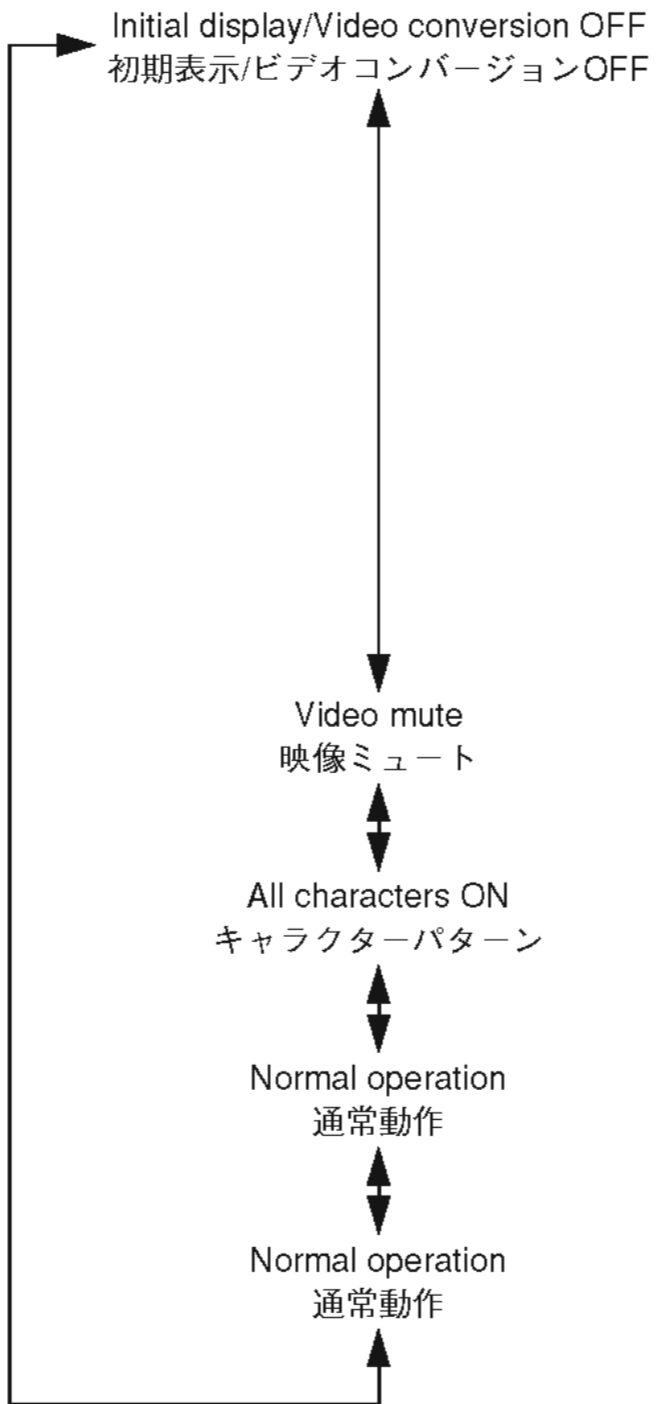 Initial display/Video conversion OFF
初期表示/ビデオコンバージョンOFF
Video mute
映像ミュート
All characters ON
キャラクターパターン
Normal operation
通常動作
Normal operation
通常動作